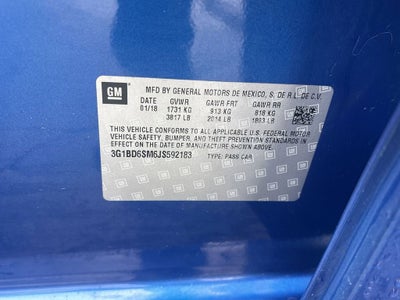 GM
MFD BY GENERAL MOTORS DE MEXICO, S. DE R.L. DE C.V.
DATE GVWR GAWR FRT GAWR RR
01/18 1731 KG 913 KG 818 KG
3817 LB 2014 LB 1803 LB
THIS VEHICLE CONFORMS TO ALL APPLICABLE U.S. FEDERAL MOTOR
VEHICLE SAFETY, BUMPER, AND THEFT PREVENTION STANDARDS IN
EFFECT ON THE DATE OF MANUFACTURE SHOWN ABOVE.
3G1BD6SM6JS592183 TYPE: PASS CAR